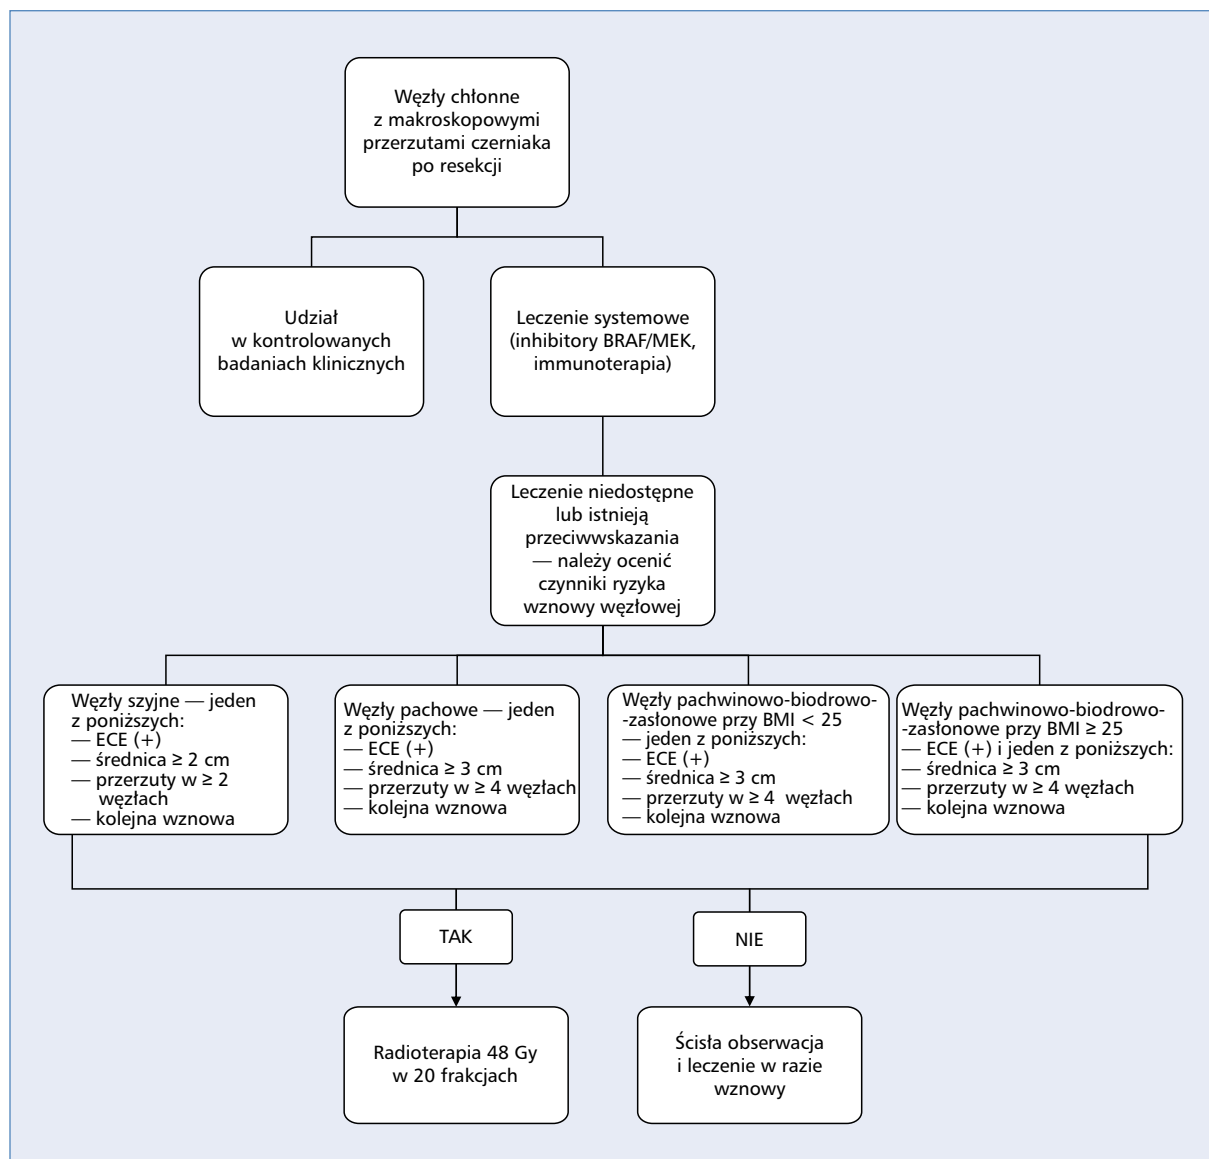 Węzły chłonne
z makroskopowymi
przerzutami czerniaka
po resekcji
Udział
w kontrolowanych
badaniach klinicznych
Leczenie systemowe
(inhibitory BRAF/MEK,
immunoterapia)
Leczenie niedostępne
lub istnieją
przeciwwskazania
— należy ocenić
czynniki ryzyka
wznowy węzłowej
Węzły szyjne — jeden
z poniższych:
— ECE (+)
— średnica ≥ 2 cm
— przerzuty w ≥ 2
węzłach
— kolejna wznowa
Węzły pachowe — jeden
z poniższych:
— ECE (+)
— średnica ≥ 3 cm
— przerzuty w ≥ 4 węzłach
— kolejna wznowa
Węzły pachwinowo-biodrowo-
-zasłonowe przy BMI < 25
— jeden z poniższych:
— ECE (+)
— średnica ≥ 3 cm
— przerzuty w ≥ 4 węzłach
— kolejna wznowa
Węzły pachwinowo-biodrowo-
-zasłonowe przy BMI ≥ 25
— ECE (+) i jeden z poniższych:
— średnica ≥ 3 cm
— przerzuty w ≥ 4 węzłach
— kolejna wznowa
TAK
NIE
Radioterapia 48 Gy
w 20 frakcjach
Ścisła obserwacja
i leczenie w razie
wznowy